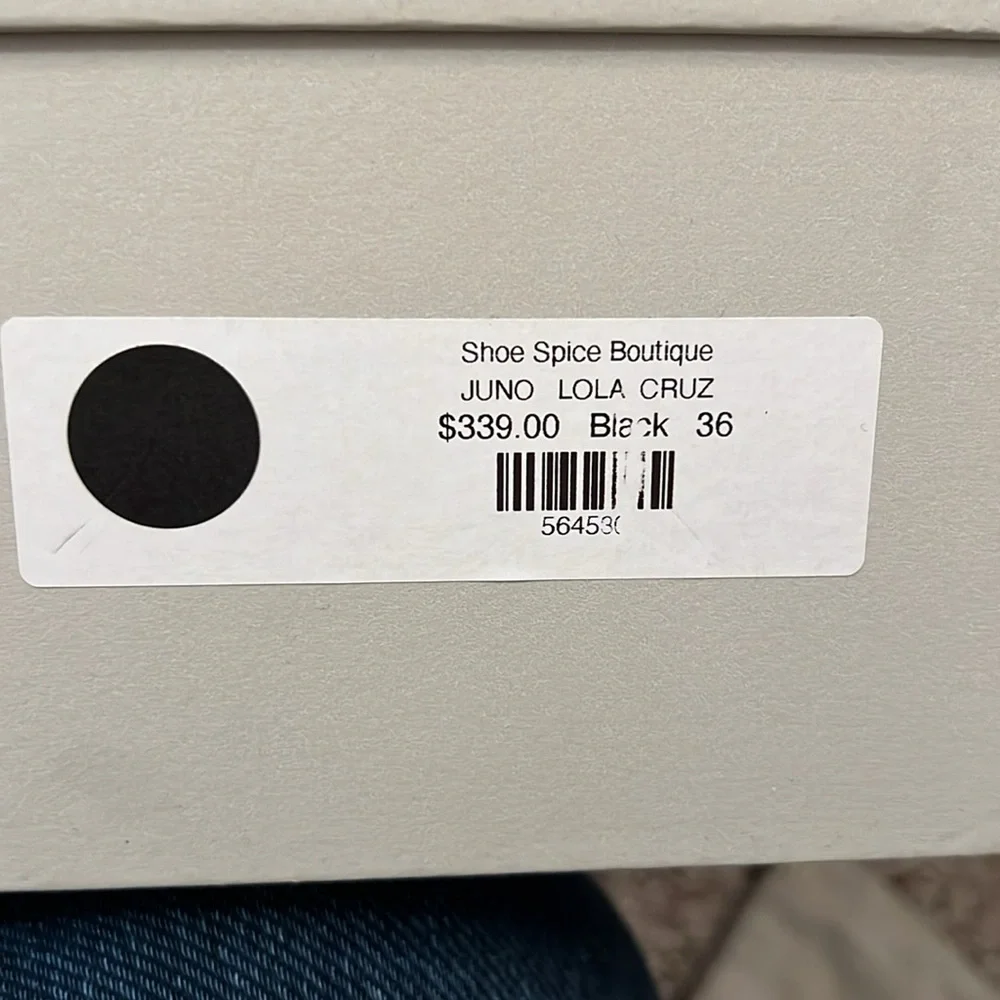 Shoe Spice Boutique
JUNO LOLA CRUZ
$339.00 Black 36